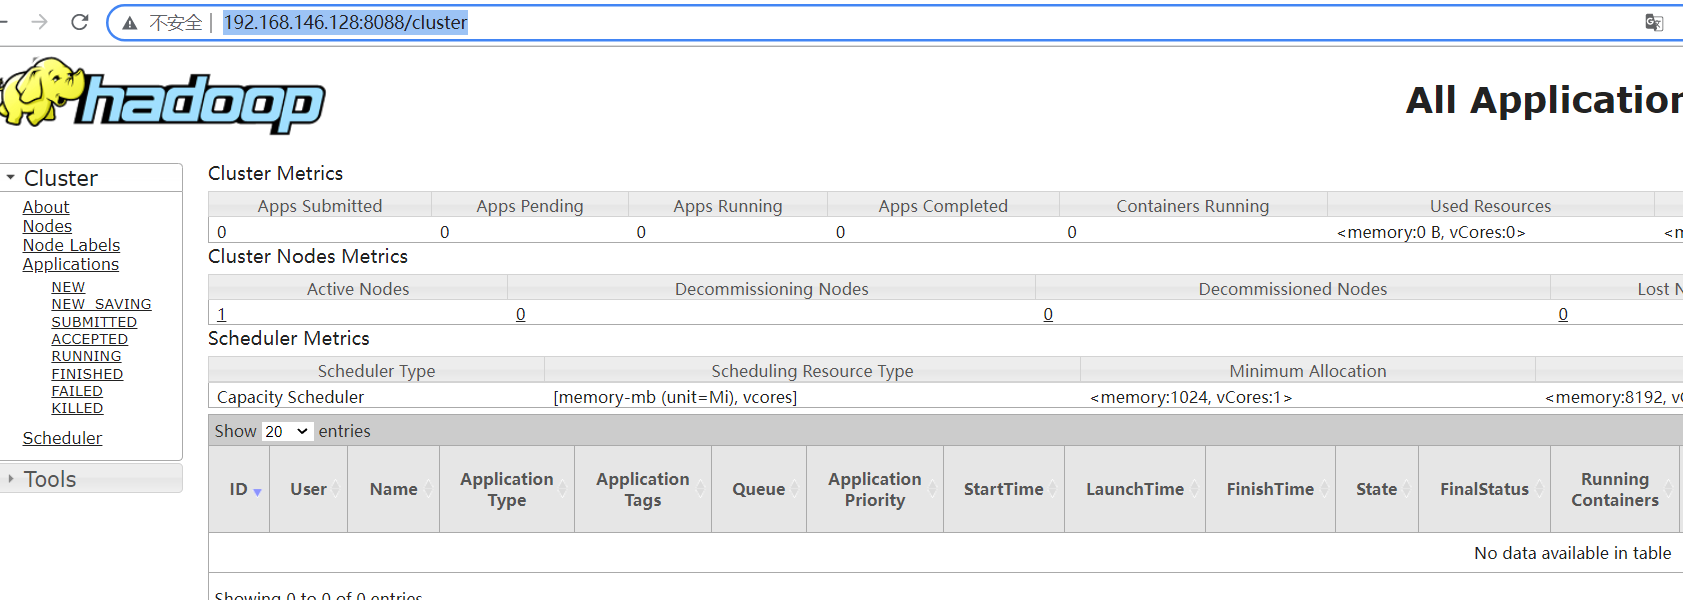 不安全 | 192.168.146.128:8088/cluster
hadoop
All Application
Cluster
About
Nodes
Node Labels
Applications
NEW
NEW_SAVING
SUBMITTED
ACCEPTED
RUNNING
FINISHED
FAILED
KILLED
Scheduler
Tools
Cluster Metrics
Apps Submitted Apps Pending Apps Running Apps Completed Containers Running Used Resources
0 0 0 0 0 <memory:0 B, vCores:0> <m
Cluster Nodes Metrics
Active Nodes Decommissioning Nodes Decommissioned Nodes Lost N
1 0 0 0
Scheduler Metrics
Scheduler Type Scheduling Resource Type Minimum Allocation
Capacity Scheduler [memory-mb (unit=Mi), vcores] <memory:1024, vCores:1> <memory:8192, vC
Show 20 entries
ID User Name Application Type Application Tags Queue Application Priority StartTime LaunchTime FinishTime State FinalStatus Running Containers
No data available in table
Showing 0 to 0 of 0 entries